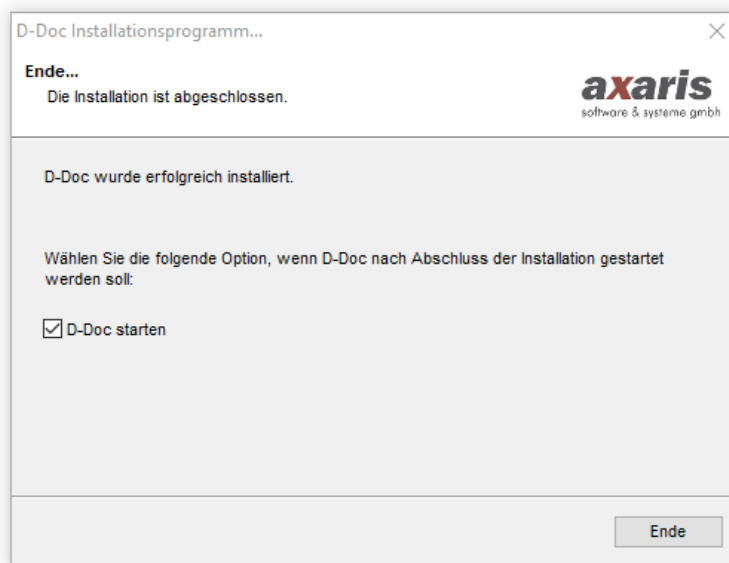 D-Doc Installationsprogramm...
Ende...
Die Installation ist abgeschlossen.
axaris
software & systeme gmbh
D-Doc wurde erfolgreich installiert.
Wählen Sie die folgende Option, wenn D-Doc nach Abschluss der Installation gestartet
werden soll:
D-Doc starten
Ende